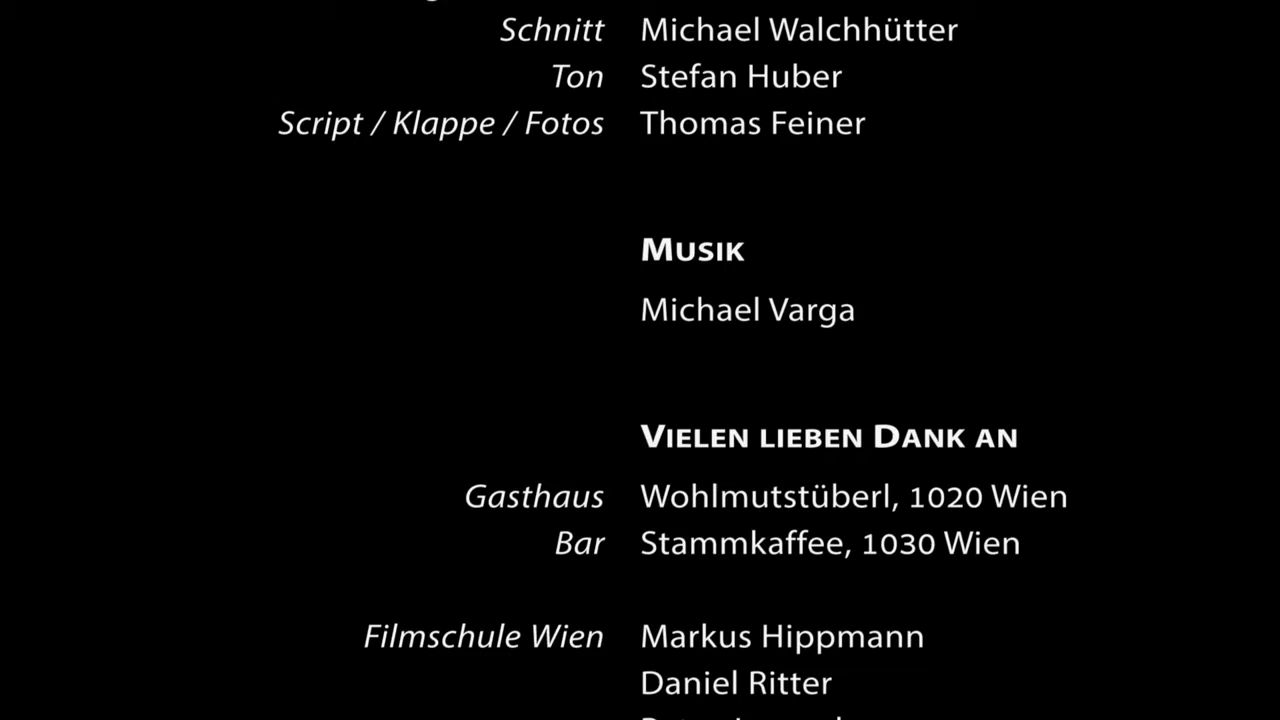 Schnitt Michael Walchhütter
Ton Stefan Huber
Script / Klappe / Fotos Thomas Feiner
MUSIK
Michael Varga
VIELEN LIEBEN DANK AN
Gasthaus Wohlmutstüberl, 1020 Wien
Bar Stammkaffee, 1030 Wien
Filmschule Wien Markus Hippmann
Daniel Ritter